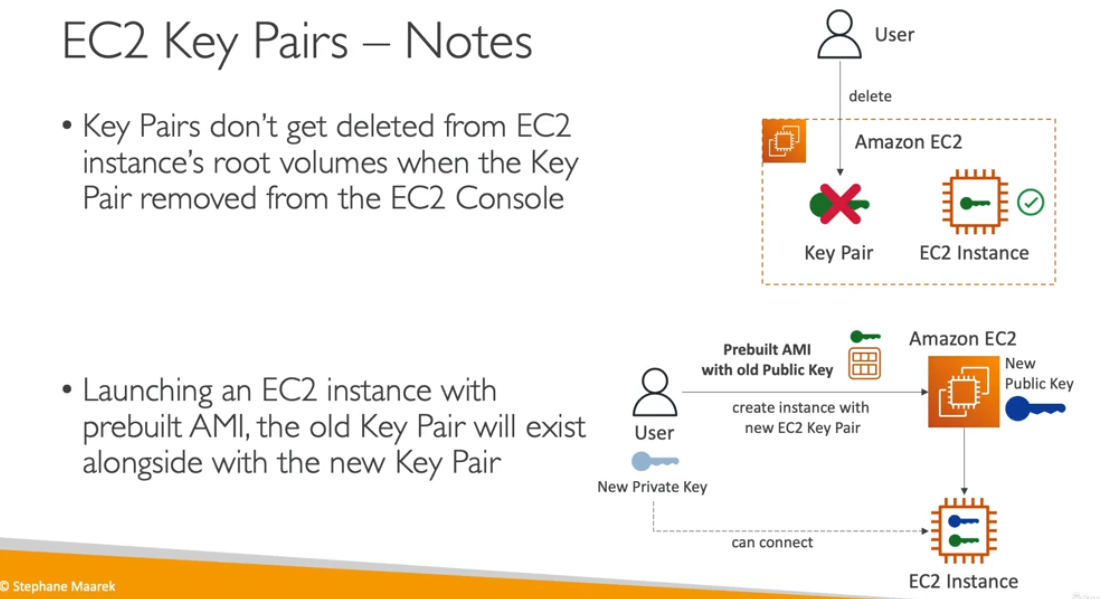 EC2 Key Pairs – Notes
• Key Pairs don't get deleted from EC2
instance's root volumes when the Key
Pair removed from the EC2 Console
User
delete
Amazon EC2
Key Pair
EC2 Instance
• Launching an EC2 instance with
prebuilt AMI, the old Key Pair will exist
alongside with the new Key Pair
Prebuilt AMI
with old Public Key
Amazon EC2
New
Public Key
create instance with
new EC2 Key Pair
User
New Private Key
can connect
EC2 Instance
© Stephane Maarek